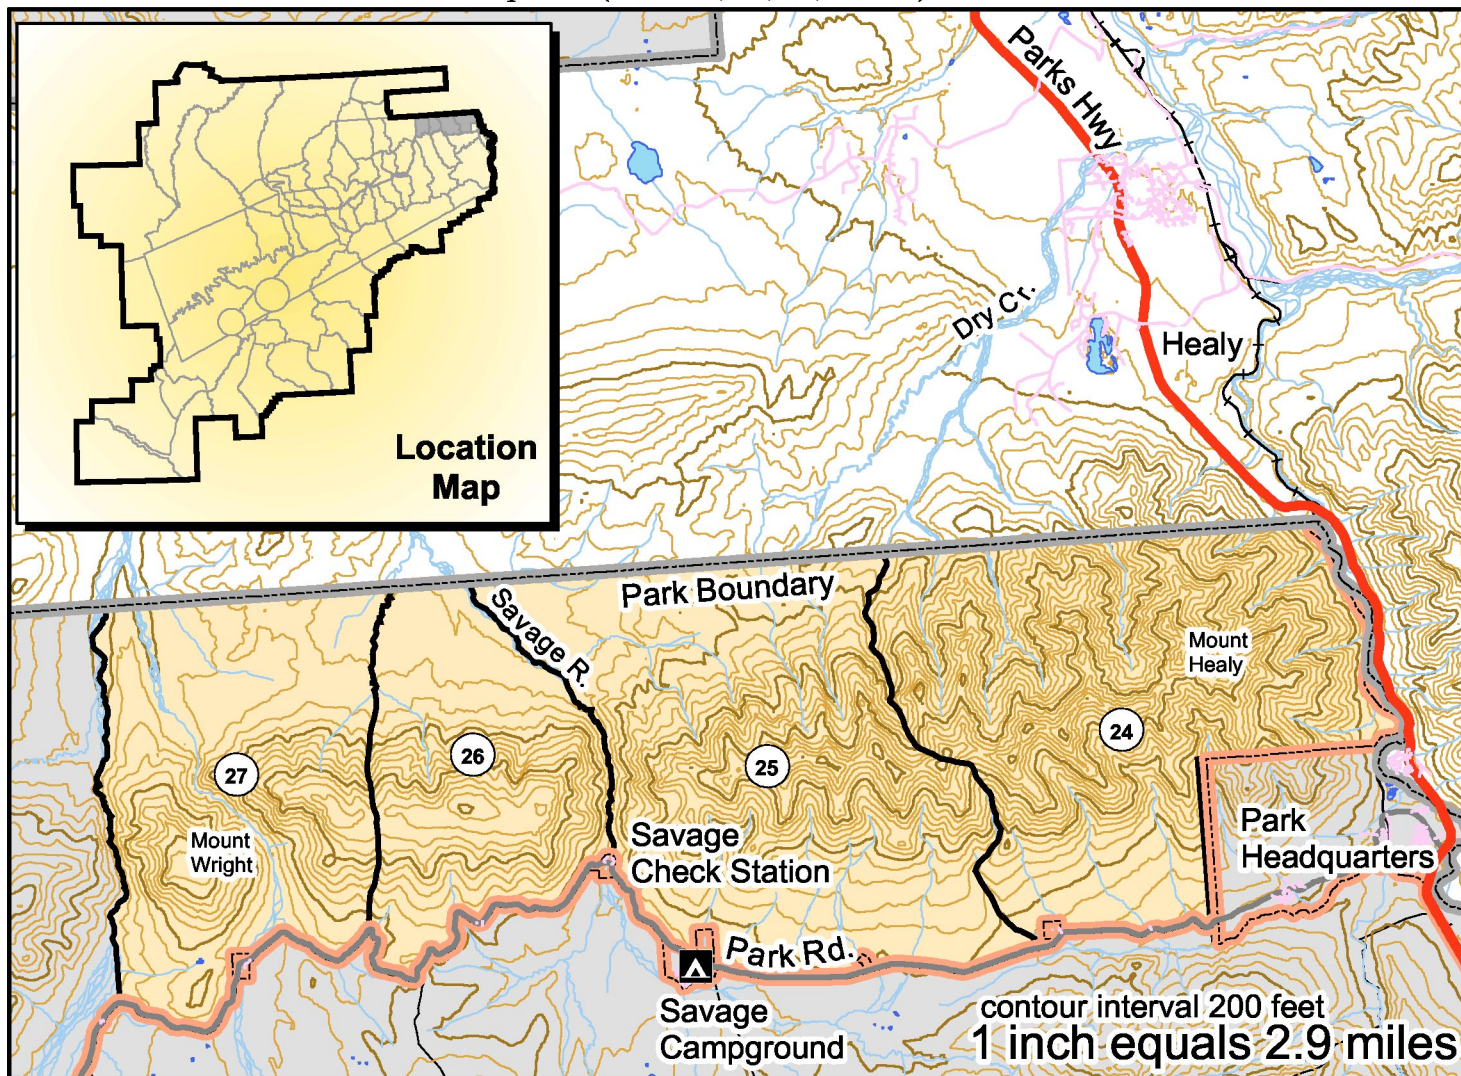 Parks Hwy
Location
Map
Dry Cr.
Healy
Park Boundary
Savage R.
Mount
Healy
24
25
26
27
Mount
Wright
Savage
Check Station
Park
Headquarters
Park Rd.
Savage
Campground
contour interval 200 feet
1 inch equals 2.9 miles